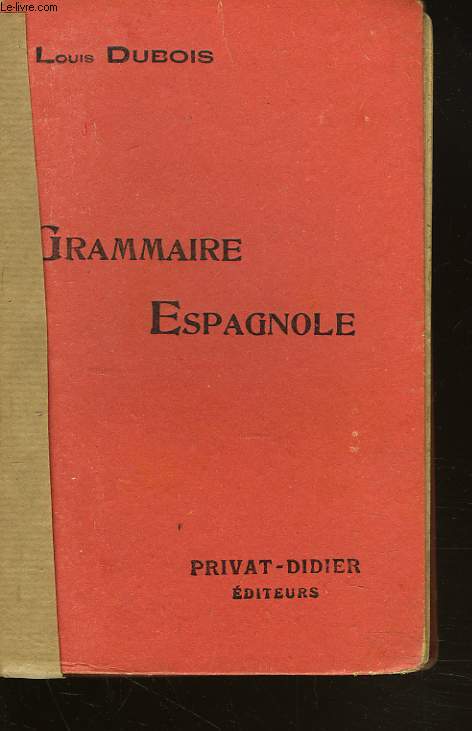 Le-livre.com
Louis Dubois
GRAMMAIRE
ESPAGNOLE
PRIVAT-DIDIER
ÉDITEURS